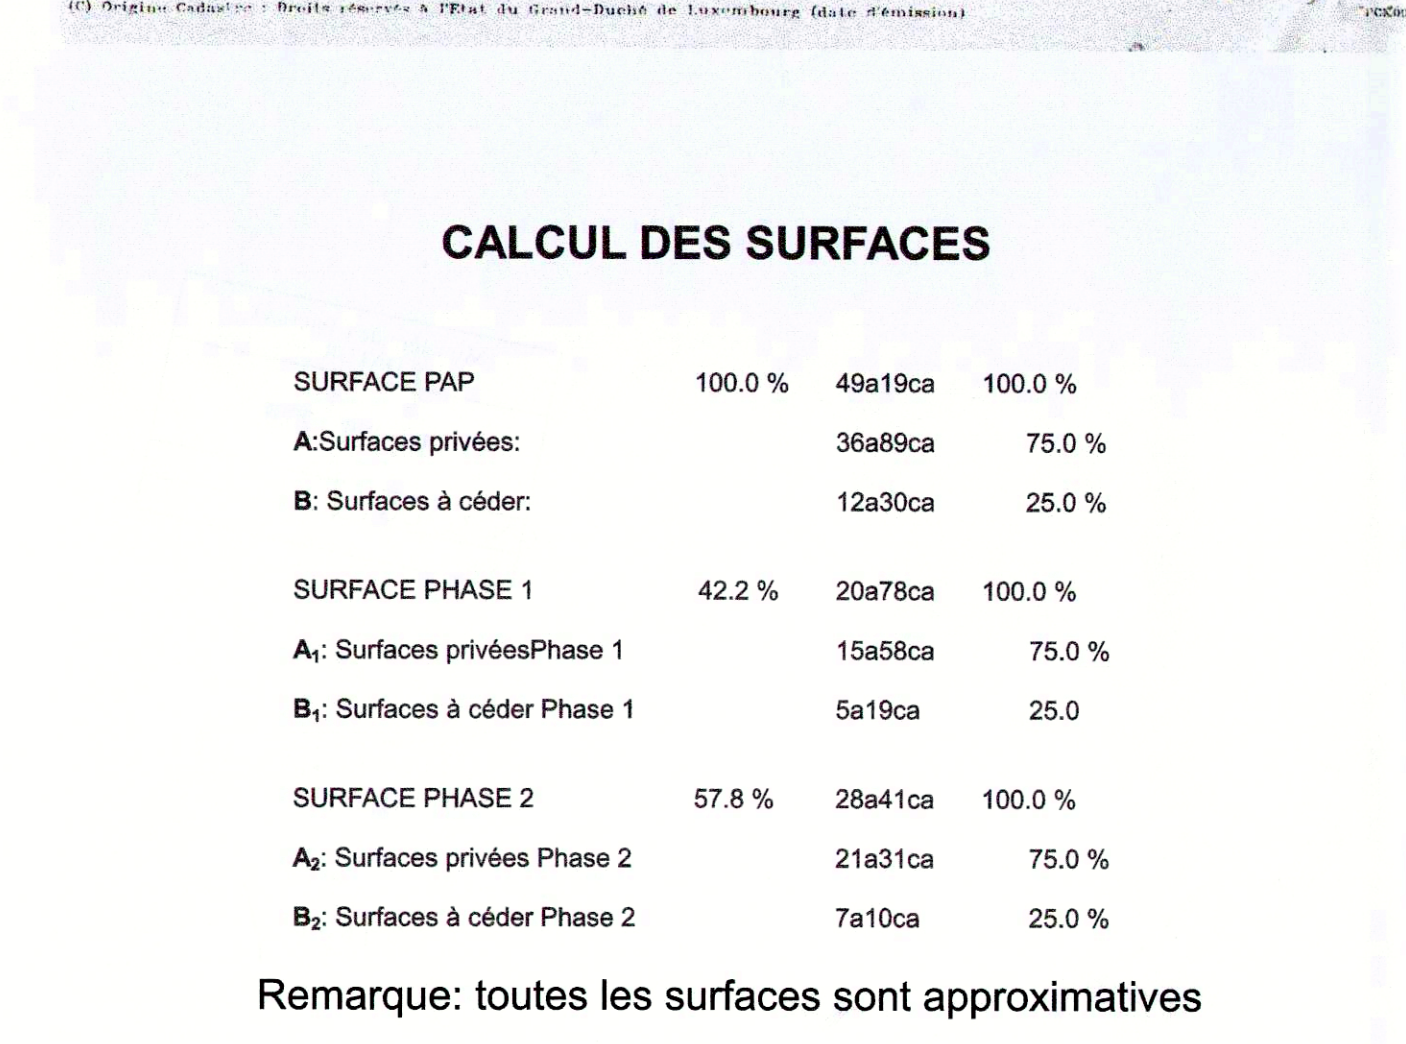 (C) Origine Cadastre : Droits réservés à l'Etat du Grand-Duché de Luxembourg (date d'émission)
CALCUL DES SURFACES
SURFACE PAP 100.0 % 49a19ca 100.0 %
A:Surfaces privées: 36a89ca 75.0 %
B: Surfaces à céder: 12a30ca 25.0 %
SURFACE PHASE 1 42.2 % 20a78ca 100.0 %
A₁: Surfaces privéesPhase 1 15a58ca 75.0 %
B₁: Surfaces à céder Phase 1 5a19ca 25.0
SURFACE PHASE 2 57.8 % 28a41ca 100.0 %
A₂: Surfaces privées Phase 2 21a31ca 75.0 %
B₂: Surfaces à céder Phase 2 7a10ca 25.0 %
Remarque: toutes les surfaces sont approximatives